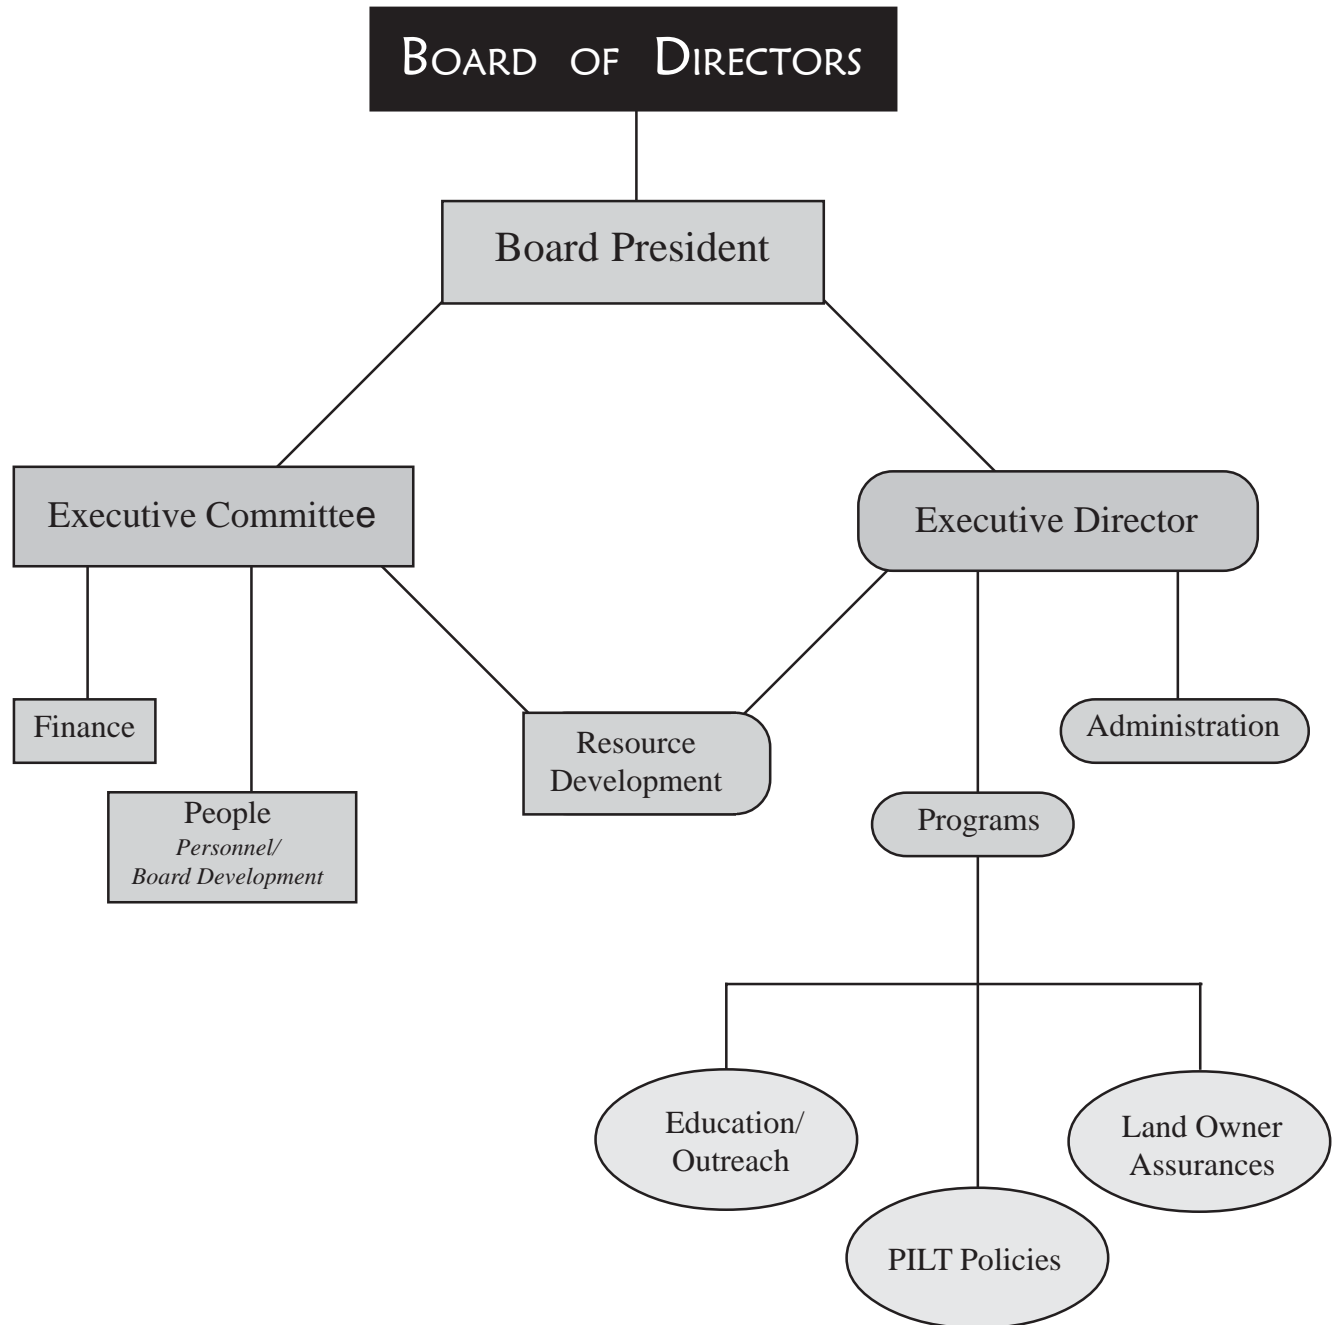 BOARD OF DIRECTORS
Board President
Executive Committee
Executive Director
Finance
People
Personnel/
Board Development
Resource
Development
Administration
Programs
Education/
Outreach
PILT Policies
Land Owner
Assurances